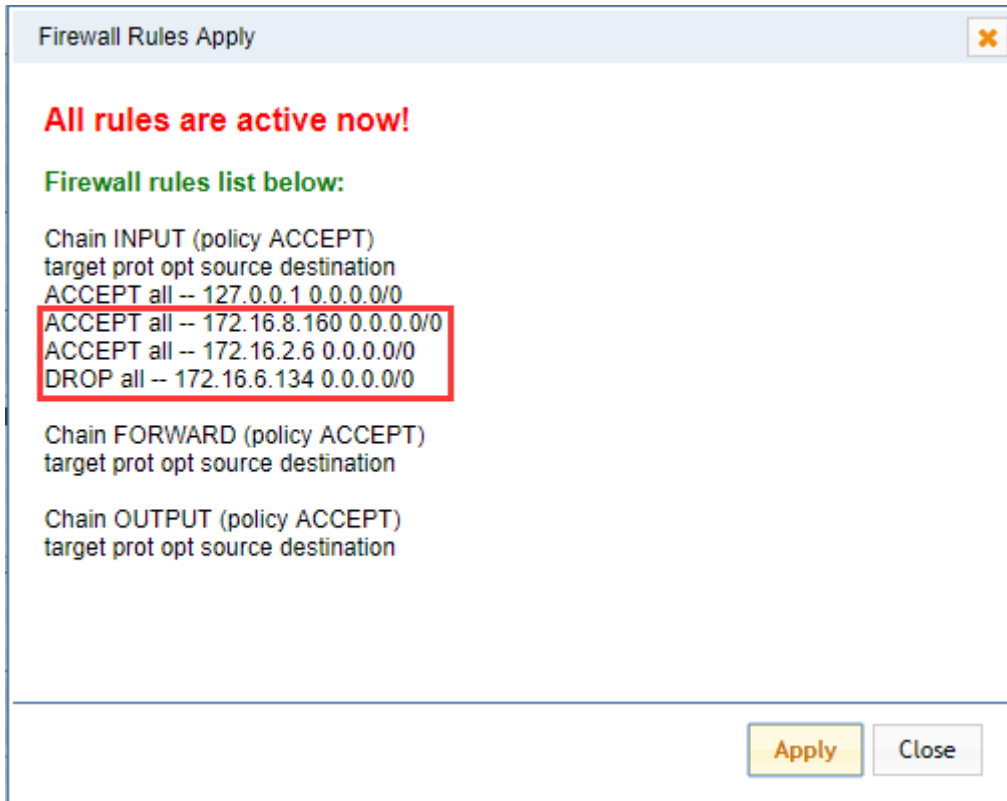 Firewall Rules Apply
All rules are active now!
Firewall rules list below:
Chain INPUT (policy ACCEPT)
target prot opt source destination
ACCEPT all -- 127.0.0.1 0.0.0.0/0
ACCEPT all -- 172.16.8.160 0.0.0.0/0
ACCEPT all -- 172.16.2.6 0.0.0.0/0
DROP all -- 172.16.6.134 0.0.0.0/0
Chain FORWARD (policy ACCEPT)
target prot opt source destination
Chain OUTPUT (policy ACCEPT)
target prot opt source destination
Apply
Close